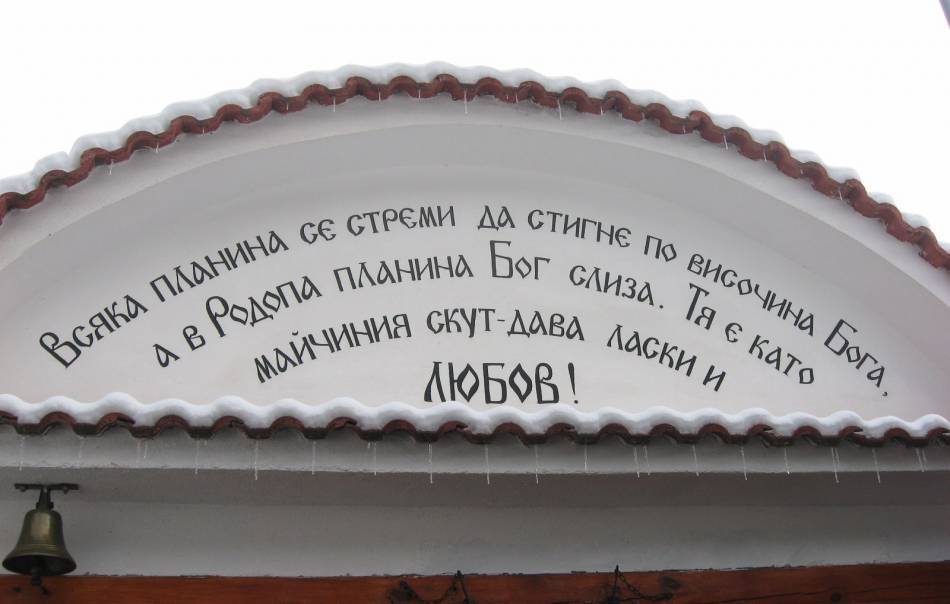 Всяка планина се стреми да стигне по височина Бога,
а в Родопа планина Бог слиза. Тя е като
майчиния скут-дава ласки и
ЛЮБОВ!